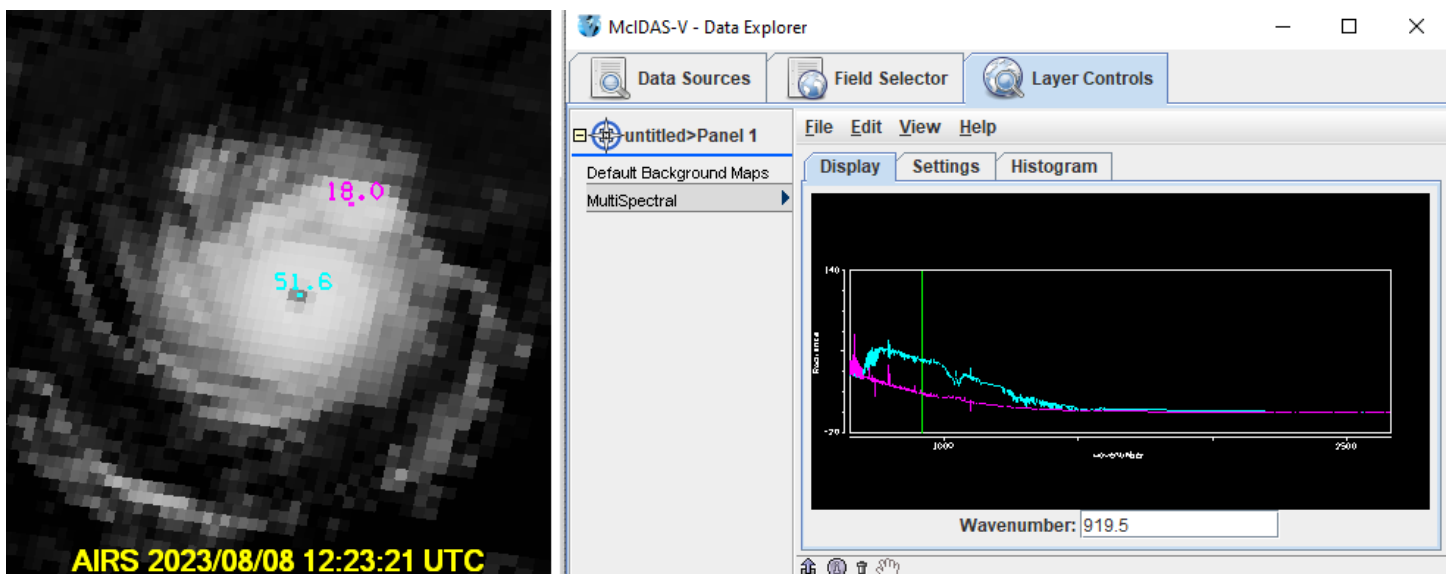 18.0
51.6
AIRS 2023/08/08 12:23:21 UTC
McIDAS-V - Data Explorer
Data Sources
Field Selector
Layer Controls
untitled>Panel 1
Default Background Maps
MultiSpectral
File Edit View Help
Display
Settings
Histogram
140
Radiance
-20
1000
2500
wavenumber
Wavenumber: 919.5